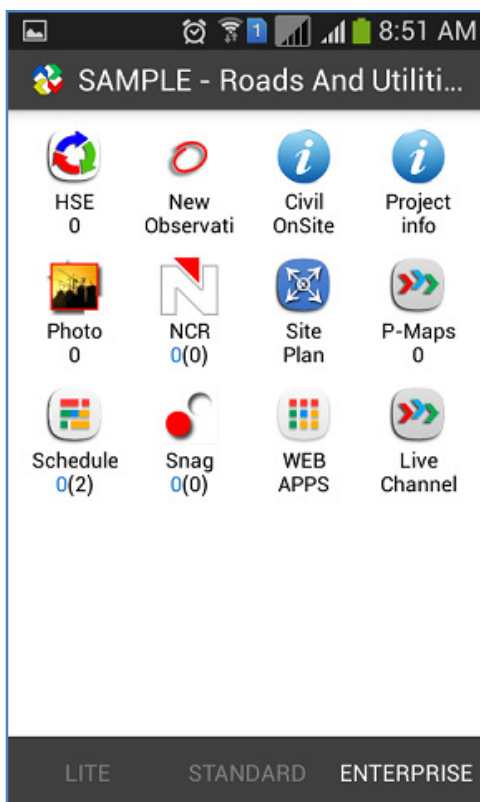 1 8:51 AM
SAMPLE - Roads And Utiliti...
HSE New Civil Project
0 Observati OnSite info
Photo NCR Site P-Maps
0 0(0) Plan 0
Schedule Snag WEB Live
0(2) 0(0) APPS Channel
LITE STANDARD ENTERPRISE